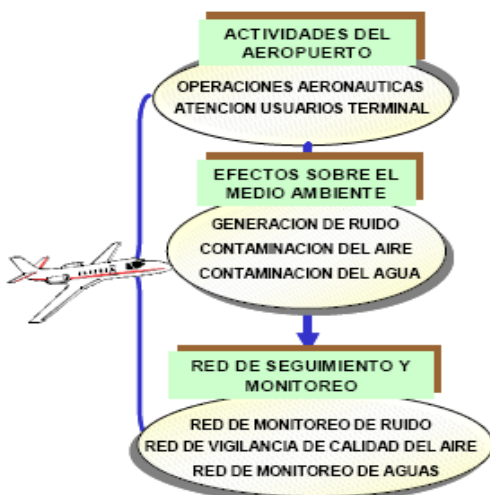 ACTIVIDADES DEL
AEROPUERTO
OPERACIONES AERONAUTICAS
ATENCION USUARIOS TERMINAL
EFECTOS SOBRE EL
MEDIO AMBIENTE
GENERACION DE RUIDO
CONTAMINACION DEL AIRE
CONTAMINACION DEL AGUA
RED DE SEGUIMIENTO Y
MONITOREO
RED DE MONITOREO DE RUIDO
RED DE VIGILANCIA DE CALIDAD DEL AIRE
RED DE MONITOREO DE AGUAS